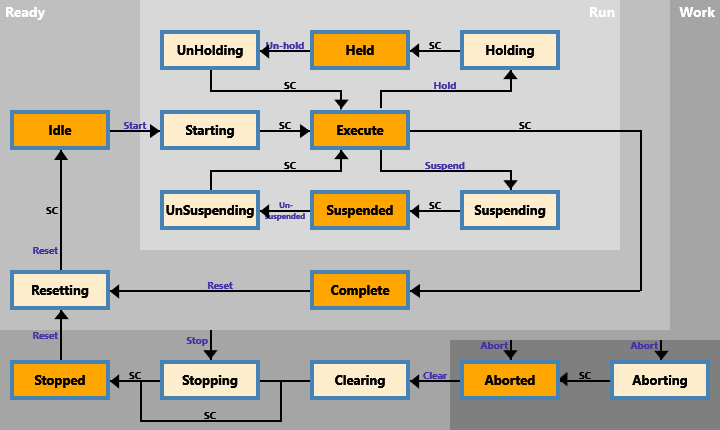 Ready
Run
Work
UnHolding
Un-hold
Held
SC
Holding
SC
Hold
Idle
Start
Starting
SC
Execute
SC
SC
Suspend
UnSuspending
Un-
suspended
Suspended
SC
Suspending
SC
Reset
Resetting
Reset
Complete
Reset
Stop
Abort
Abort
Stopped
SC
Stopping
Clearing
Clear
Aborted
SC
Aborting
SC